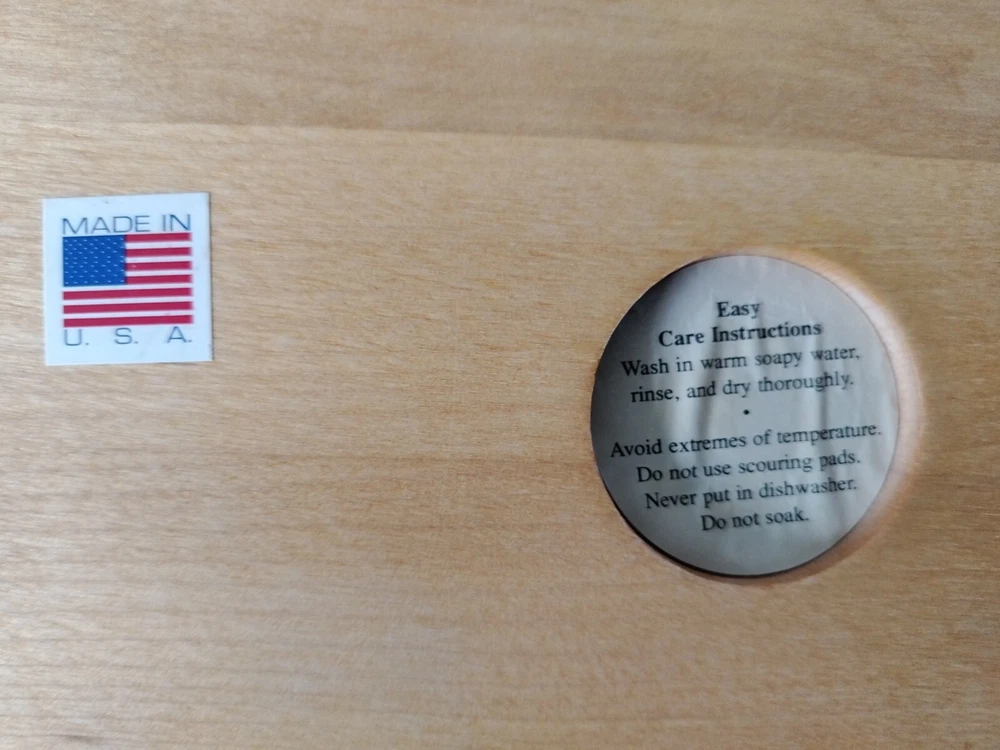 MADE IN
U. S. A.
Easy
Care Instructions
Wash in warm soapy water,
rinse, and dry thoroughly.
•
Avoid extremes of temperature.
Do not use scouring pads.
Never put in dishwasher.
Do not soak.